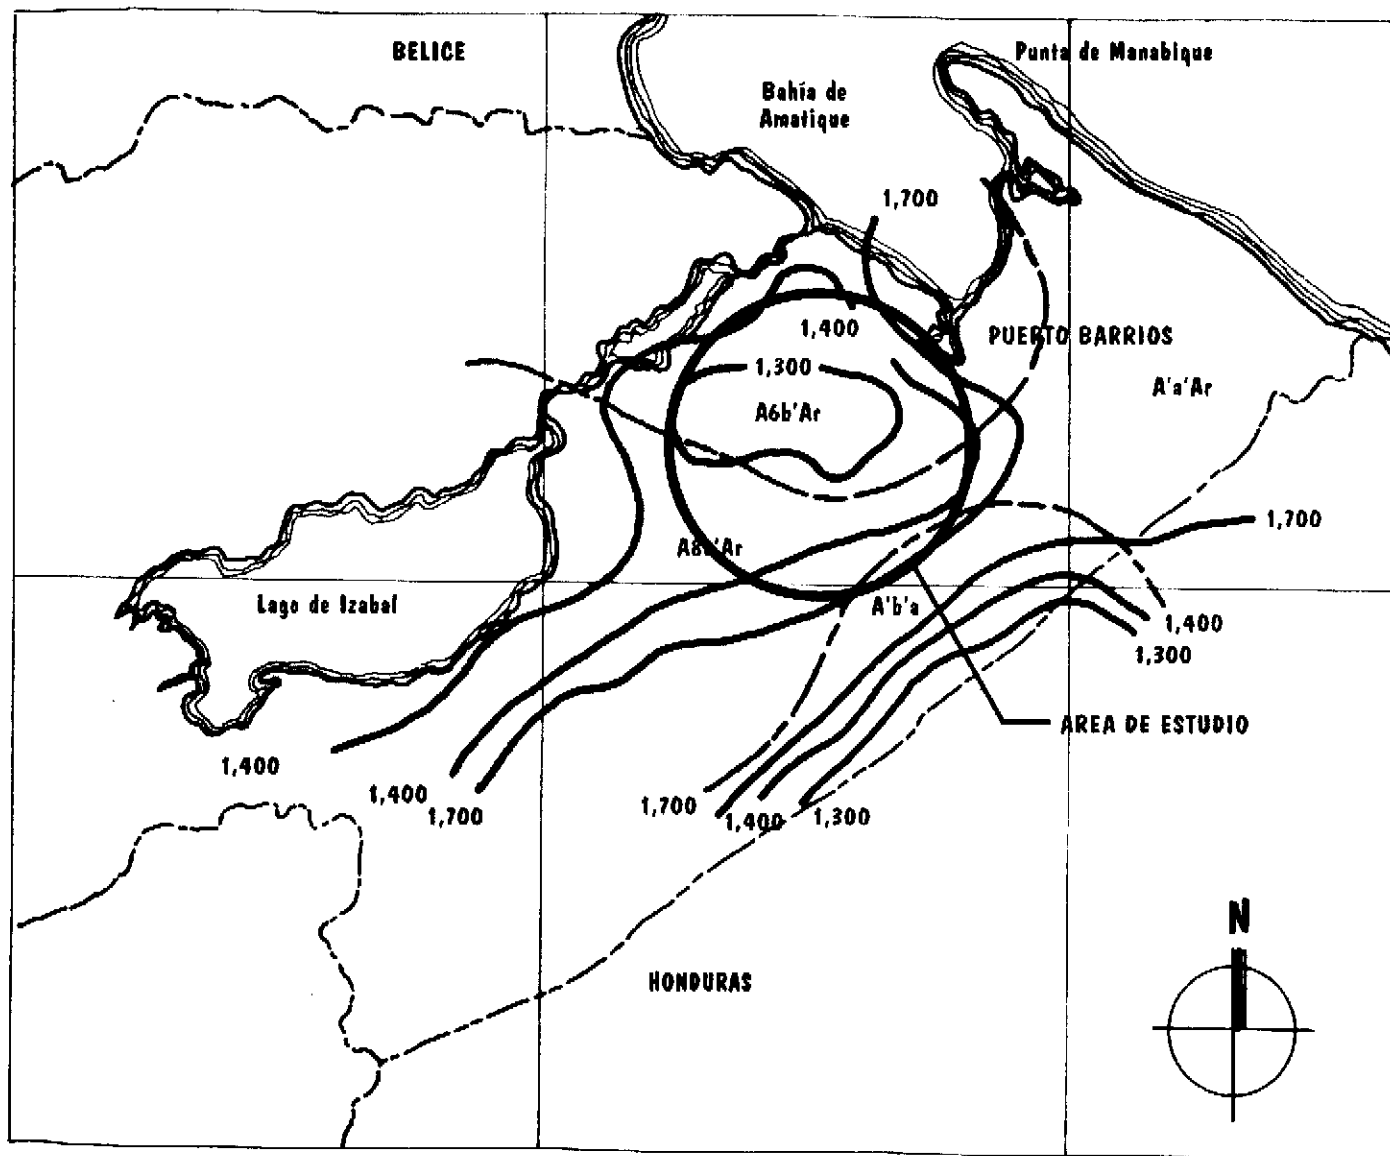 BELICE
Punta de Manabique
Bahía de
Amatique
1,700
1,400
PUERTO BARRIOS
1,300
A'a'Ar
A6b'Ar
1,700
A'Ar
Lago de Izabal
A'b'a
1,400
1,300
AREA DE ESTUDIO
1,400
1,400
1,700
1,700
1,400
1,300
N
HONDURAS